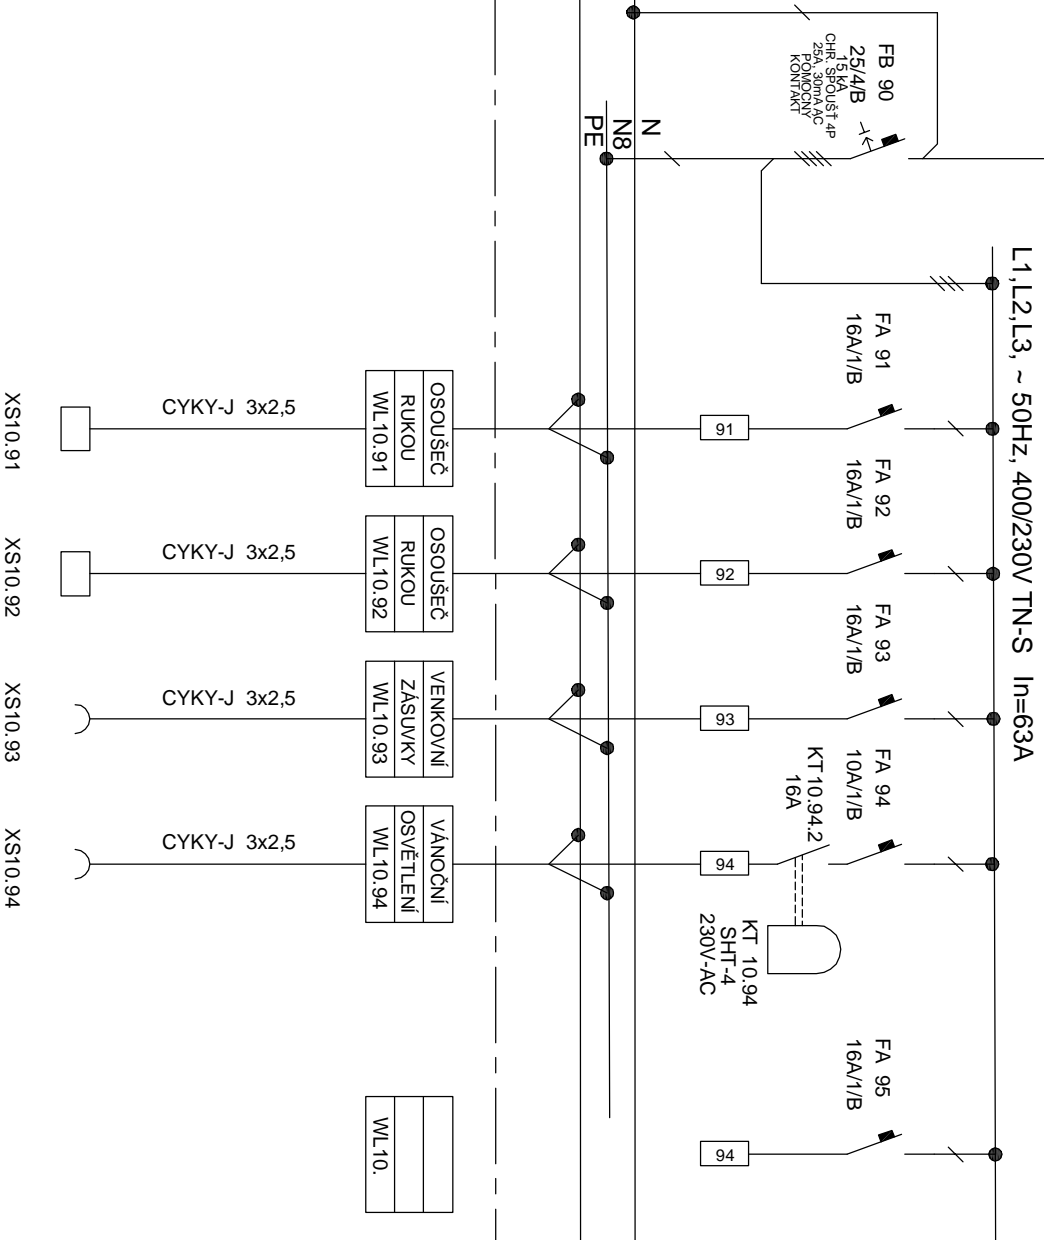 L1,L2,L3, ~ 50Hz, 400/230V TN-S In=63A
FB 90
25/4/B
15 kA
CHR. SPOUŠŤ 4P
25A, 30mA AC
POMOCNÝ
KONTAKT
N
N8
PE
FA 91
16A/1/B
FA 92
16A/1/B
FA 93
16A/1/B
FA 94
10A/1/B
FA 95
16A/1/B
KT10.94.2
16A
KT 10.94
SHT-4
230V-AC
91
92
93
94
94
OSOUŠEČ
RUKOU
WL10.91
OSOUŠEČ
RUKOU
WL10.92
VENKOVNÍ
ZÁSUVKY
WL10.93
VÁNOČNÍ
OSVĚTLENÍ
WL10.94
WL10.
CYKY-J 3x2,5
CYKY-J 3x2,5
CYKY-J 3x2,5
CYKY-J 3x2,5
XS10.91
XS10.92
XS10.93
XS10.94